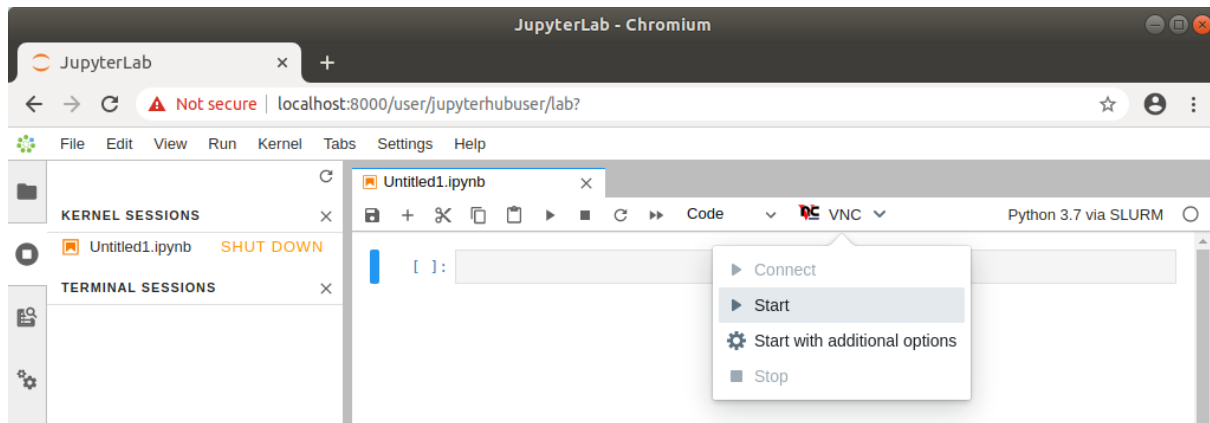 JupyterLab - Chromium
JupyterLab
Not secure | localhost:8000/user/jupyterhubuser/lab?
File Edit View Run Kernel Tabs Settings Help
Untitled1.ipynb
KERNEL SESSIONS
Code VNC Python 3.7 via SLURM
Untitled1.ipynb SHUT DOWN
[ ]:
TERMINAL SESSIONS
Connect
Start
Start with additional options
Stop